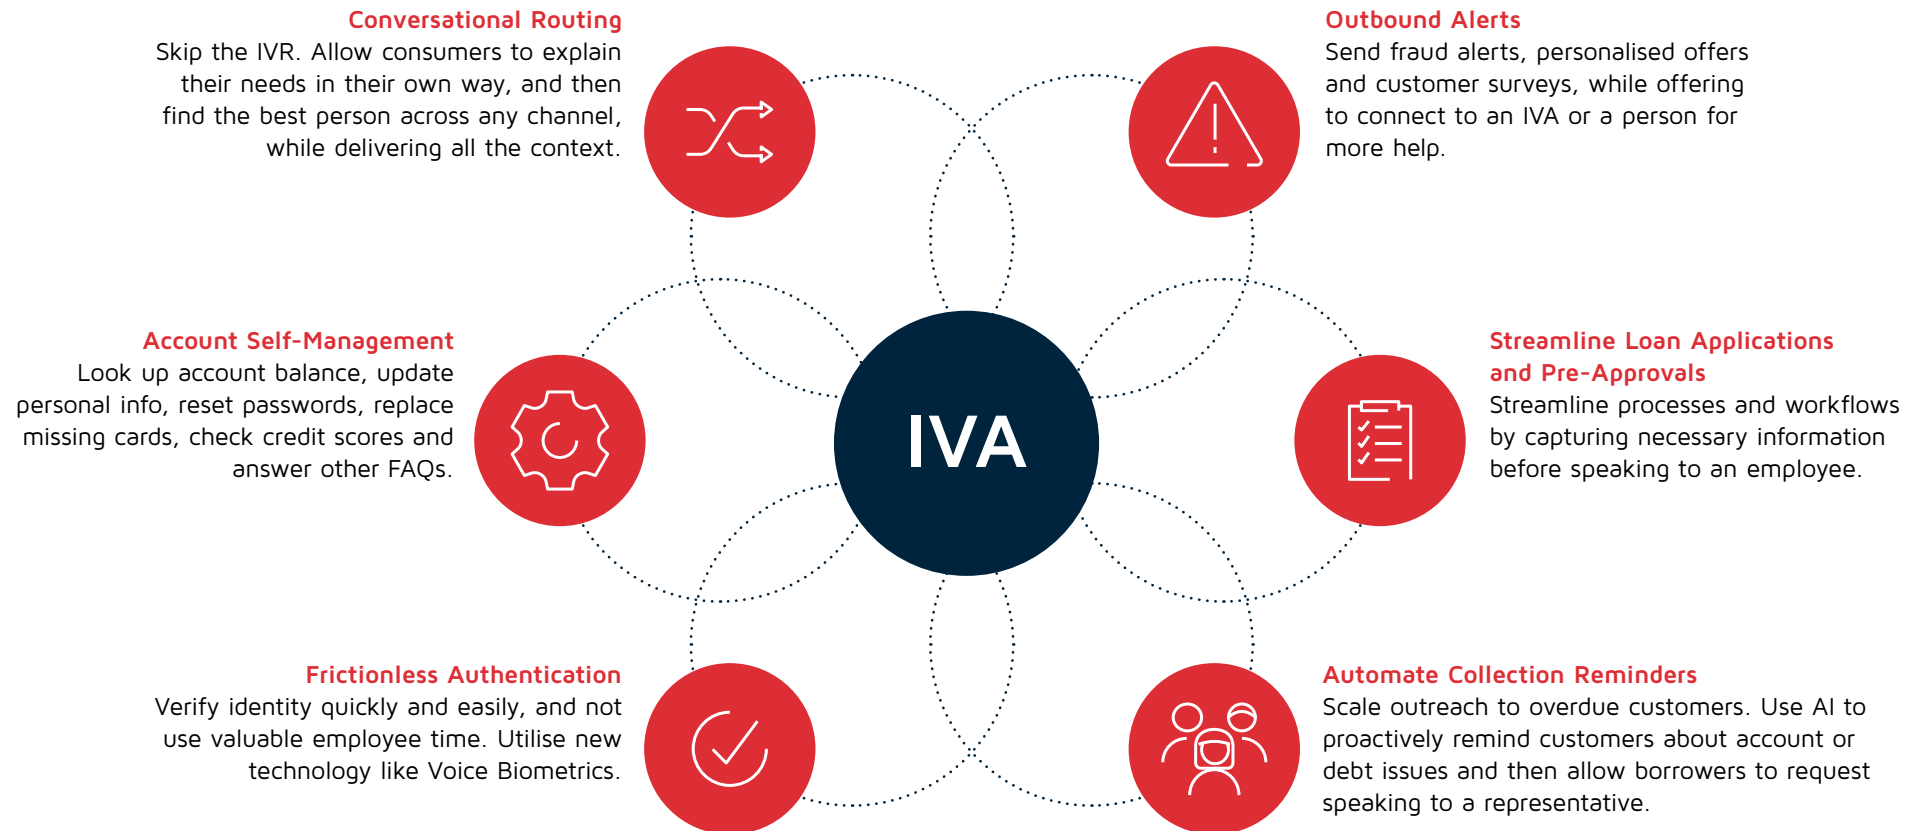 Conversational Routing
Skip the IVR. Allow consumers to explain
their needs in their own way, and then
find the best person across any channel,
while delivering all the context.
Outbound Alerts
Send fraud alerts, personalised offers
and customer surveys, while offering
to connect to an IVA or a person for
more help.
Account Self-Management
Look up account balance, update
personal info, reset passwords, replace
missing cards, check credit scores and
answer other FAQs.
IVA
Streamline Loan Applications
and Pre-Approvals
Streamline processes and workflows
by capturing necessary information
before speaking to an employee.
Frictionless Authentication
Verify identity quickly and easily, and not
use valuable employee time. Utilise new
technology like Voice Biometrics.
Automate Collection Reminders
Scale outreach to overdue customers. Use AI to
proactively remind customers about account or
debt issues and then allow borrowers to request
speaking to a representative.